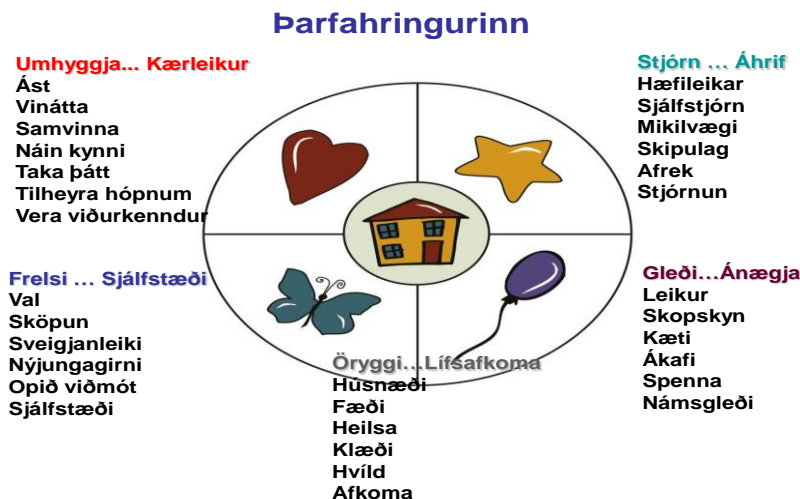 Þarfahringurinn
Umhyggja... Kærleikur
Ást
Vinátta
Samvinna
Náin kynni
Taka þátt
Tilheyra hópnum
Vera viðurkenndur
Stjórn ... Áhrif
Hæfileikar
Sjálfstjórn
Mikilvægi
Skipulag
Afrek
Stjórnun
Frelsi ... Sjálfstæði
Val
Sköpun
Sveigjanleiki
Nýjungagirni
Opið viðmót
Sjálfstæði
Gleði...Ánægja
Leikur
Skopskyn
Kæti
Ákafi
Spenna
Námsgleði
Öryggi...Lífsafkoma
Húsnæði
Fæði
Heilsa
Klæði
Hvíld
Afkoma